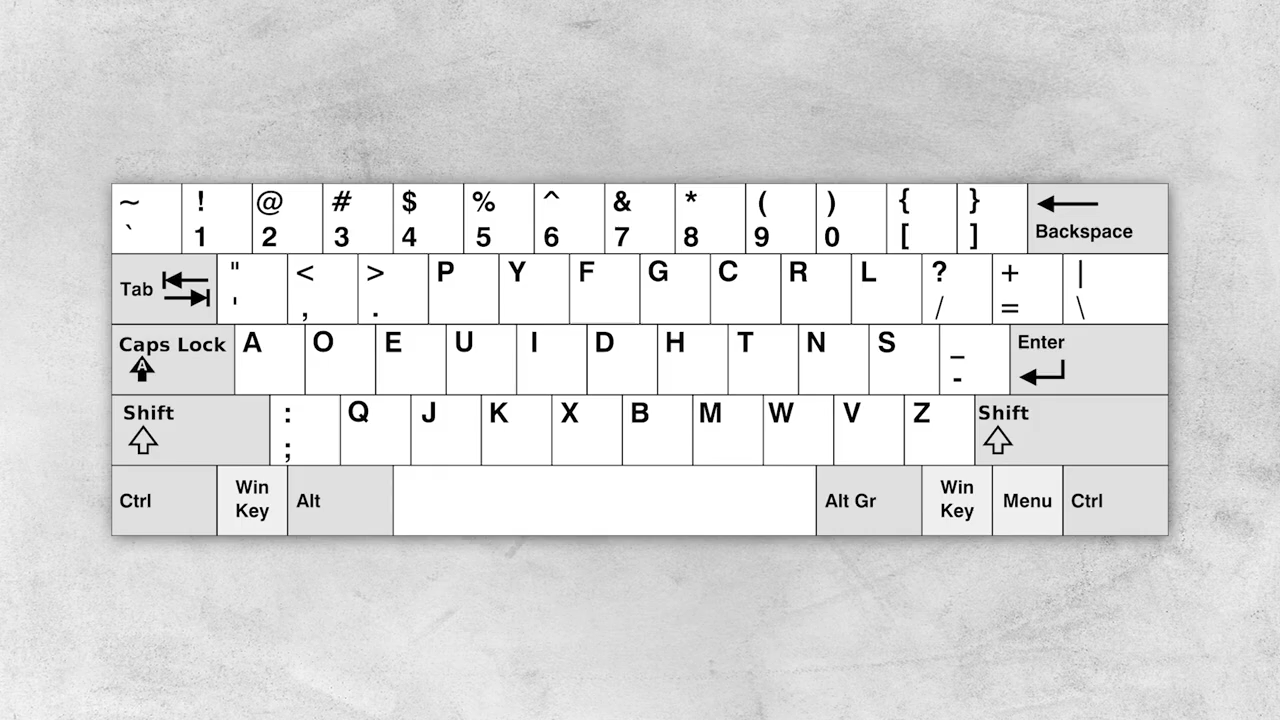 ~ ! @ # $ % ^ & * ( ) { }
` 1 2 3 4 5 6 7 8 9 0 [ ] Backspace
Tab " < > P Y F G C R L ? + |
' , . / = \
Caps Lock A O E U I D H T N S _ Enter
A -
Shift : Q J K X B M W V Z Shift
;
Ctrl Win Key Alt Alt Gr Win Key Menu Ctrl